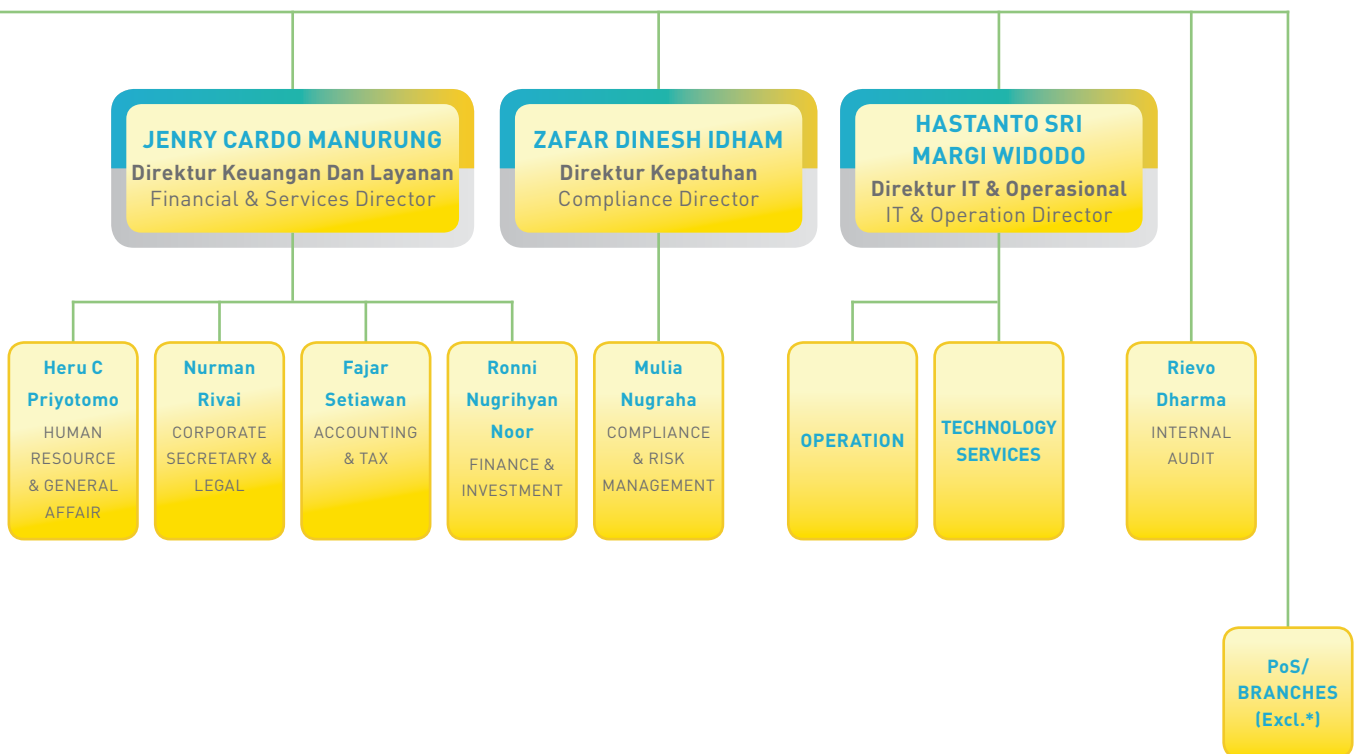 JENRY CARDO MANURUNG
Direktur Keuangan Dan Layanan
Financial & Services Director
ZAFAR DINESH IDHAM
Direktur Kepatuhan
Compliance Director
HASTANTO SRI
MARGI WIDODO
Direktur IT & Operasional
IT & Operation Director
Heru C
Priyotomo
HUMAN
RESOURCE
& GENERAL
AFFAIR
Nurman
Rivai
CORPORATE
SECRETARY &
LEGAL
Fajar
Setiawan
ACCOUNTING
& TAX
Ronni
Nugrihyan
Noor
FINANCE &
INVESTMENT
Mulia
Nugraha
COMPLIANCE
& RISK
MANAGEMENT
OPERATION
TECHNOLOGY
SERVICES
Rievo
Dharma
INTERNAL
AUDIT
PoS/
BRANCHES
(Excl.*)